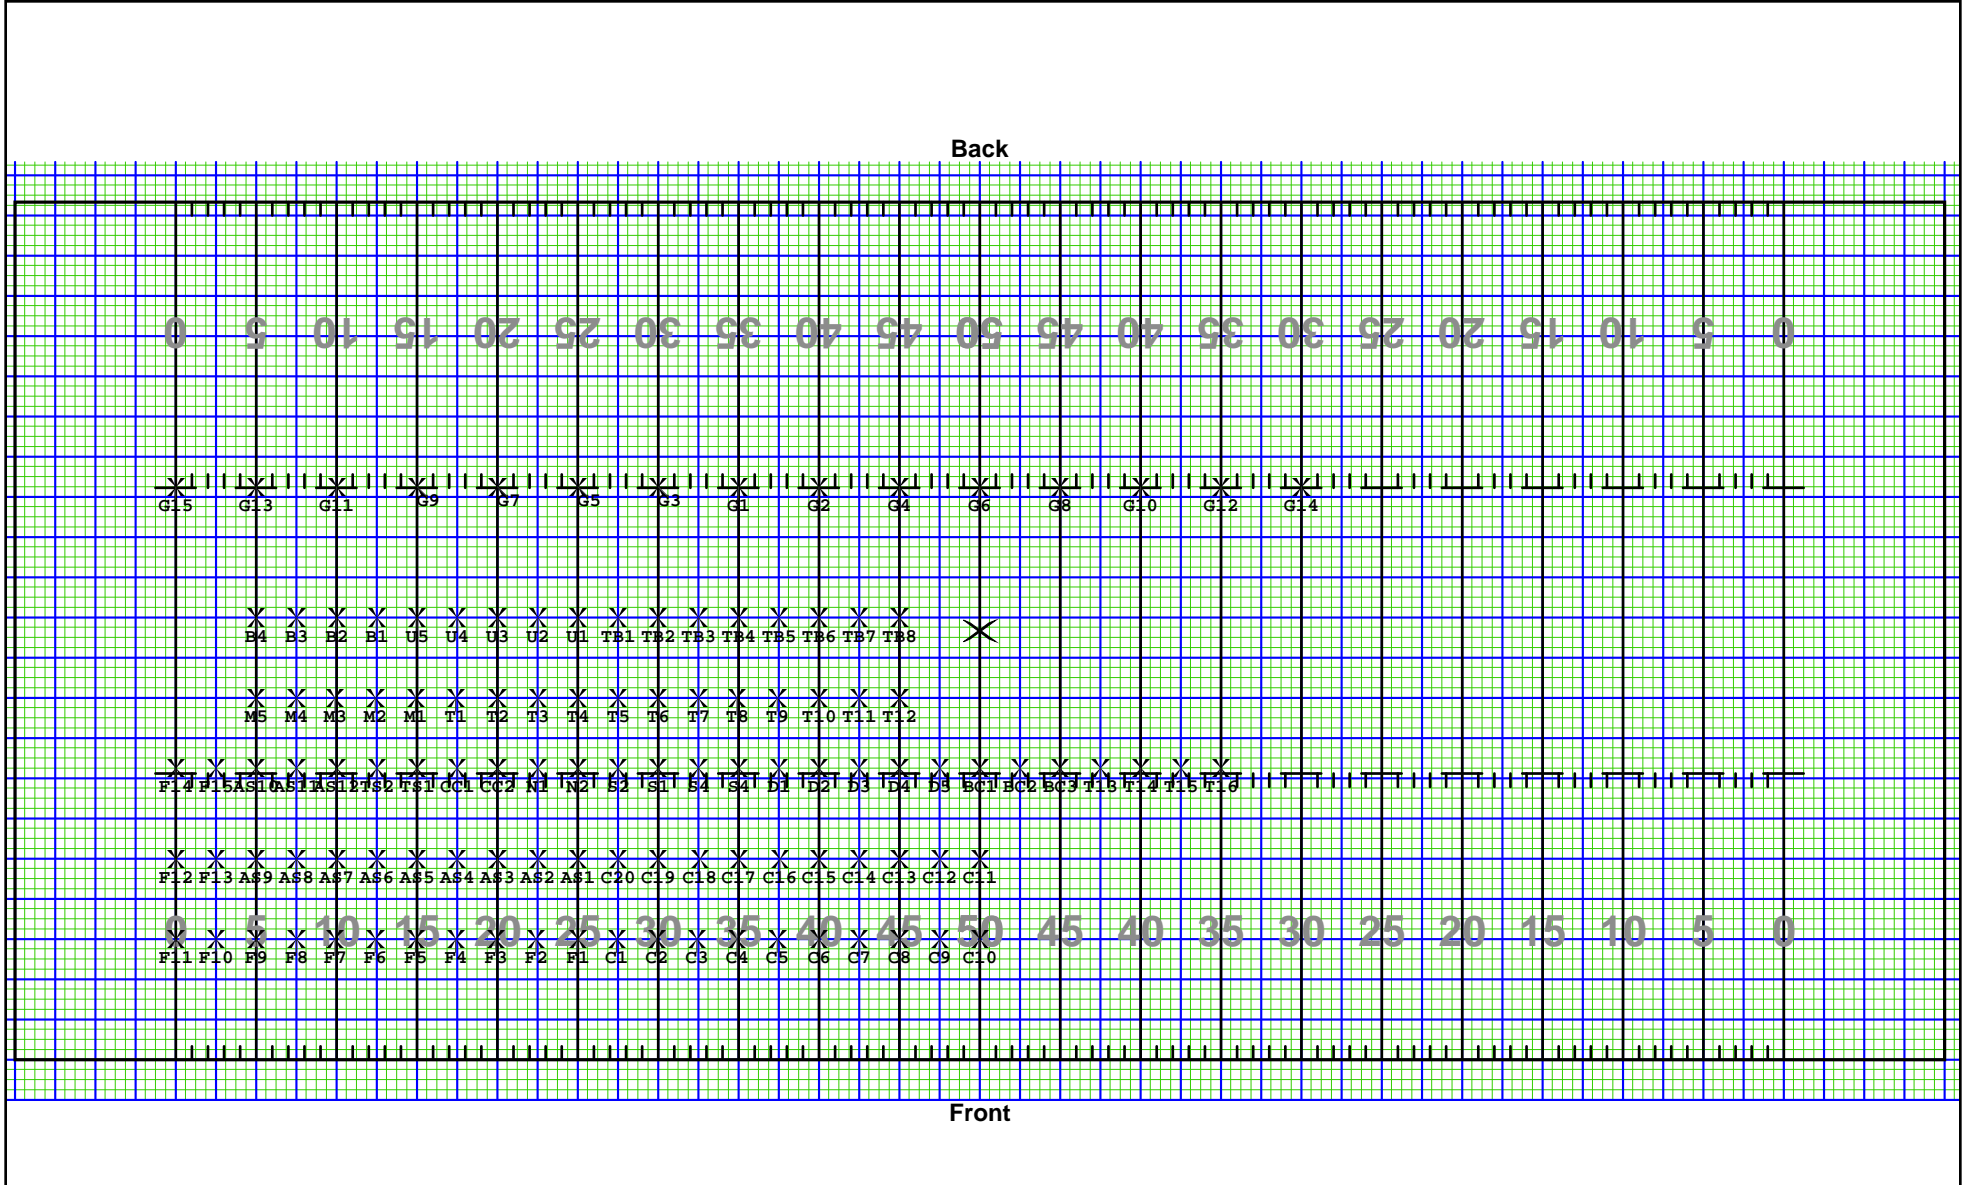 Back
0 5 10 15 20 25 30 35 40 45 50 45 40 35 30 25 20 15 10 5 0
G15 G13 G11 G9 G7 G5 G3 G1 G2 G4 G6 G8 G10 G12 G14
B4 B3 B2 B1 U5 U4 U3 U2 U1 TB1 TB2 TB3 TB4 TB5 TB6 TB7 TB8
M5 M4 M3 M2 M1 T1 T2 T3 T4 T5 T6 T7 T8 T9 T10 T11 T12
F14 F15 AS10 AS11 AS12 TS2 TS1 CC1 CC2 N1 N2 S2 S1 S4 S4 D1 D2 D3 D4 D5 BC1 BC2 BC3 T13 T14 T15 T16
F12 F13 AS9 AS8 AS7 AS6 AS5 AS4 AS3 AS2 AS1 C20 C19 C18 C17 C16 C15 C14 C13 C12 C11
0 5 10 15 20 25 30 35 40 45 50 45 40 35 30 25 20 15 10 5 0
F11 F10 F9 F8 F7 F6 F5 F4 F3 F2 F1 C1 C2 C3 C4 C5 C6 C7 C8 C9 C10
Front